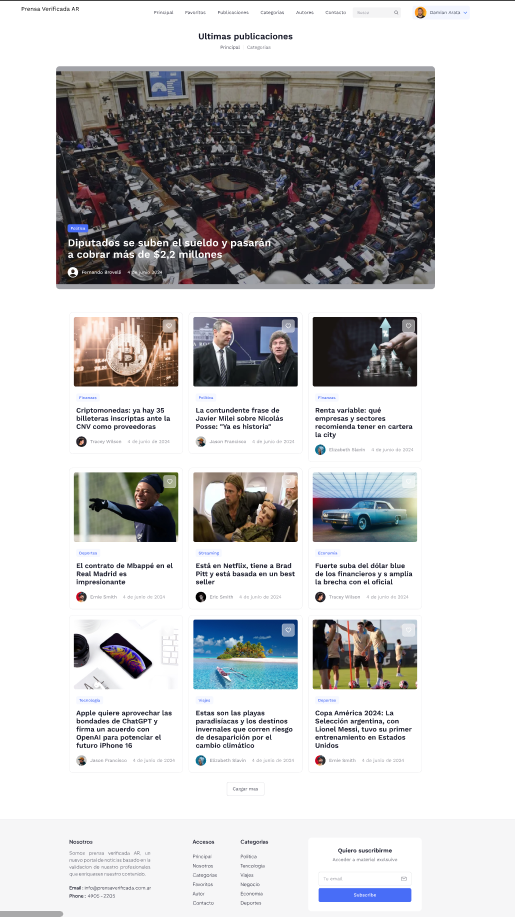 Prensa Verificada AR
Principal Favoritos Publicaciones Categorías Autores Contacto Damian Arata
Ultimas publicaciones
Principal Categorías
Política
Diputados se suben el sueldo y pasarán
a cobrar más de $2,2 millones
Fernando Brovelli 4 de junio 2024
Finanzas
Criptomonedas: ya hay 35
billeteras inscriptas ante la
CNV como proveedoras
Tracey Wilson 4 de junio de 2024
Política
La contundente frase de
Javier Milei sobre Nicolás
Posse: "Ya es historia"
Jason Francisco 3 de junio de 2024
Finanzas
Renta variable: qué
empresas y sectores
recomienda tener en cartera
la city
Elizabeth Slavin 4 de junio de 2024
Deportes
El contrato de Mbappé en el
Real Madrid es
impresionante
Ernie Smith 4 de junio de 2024
Streaming
Está en Netflix, tiene a Brad
Pitt y está basada en un best
seller
Eric Smith 4 de junio de 2024
Economía
Fuerte suba del dólar blue
de los financieros y s amplía
la brecha con el oficial
Tracey Wilson 4 de junio de 2024
Tecnología
Apple quiere aprovechar las
bondades de ChatGPT y
firma un acuerdo con
OpenAI para potenciar el
futuro iPhone 16
Jason Francisco 4 de junio de 2024
Viajes
Estas son las playas
paradisíacas y los destinos
invernales que corren riesgo
de desaparición por el
cambio climático
Elizabeth Slavin 4 de junio de 2024
Deportes
Copa América 2024: La
Selección argentina, con
Lionel Messi, tuvo su primer
entrenamiento en Estados
Unidos
Ernie Smith 4 de junio de 2024
Cargar mas
Nosotros
Somos prensa verificada AR, un
nuevo portal de noticias basado en la
validacion de nuestro profesionales
que enriquesen nuestro contenido.
Email : info@prensaverificada.com.ar
Phone : 4905 - 2205
Accesos
Principal
Nosotros
Categorias
Favoritos
Autor
Contacto
Categorias
Política
Tencología
Viajes
Negocio
Economia
Deportes
Quiero suscribirme
Acceder a material exclusivo
Tu email
Subscribe